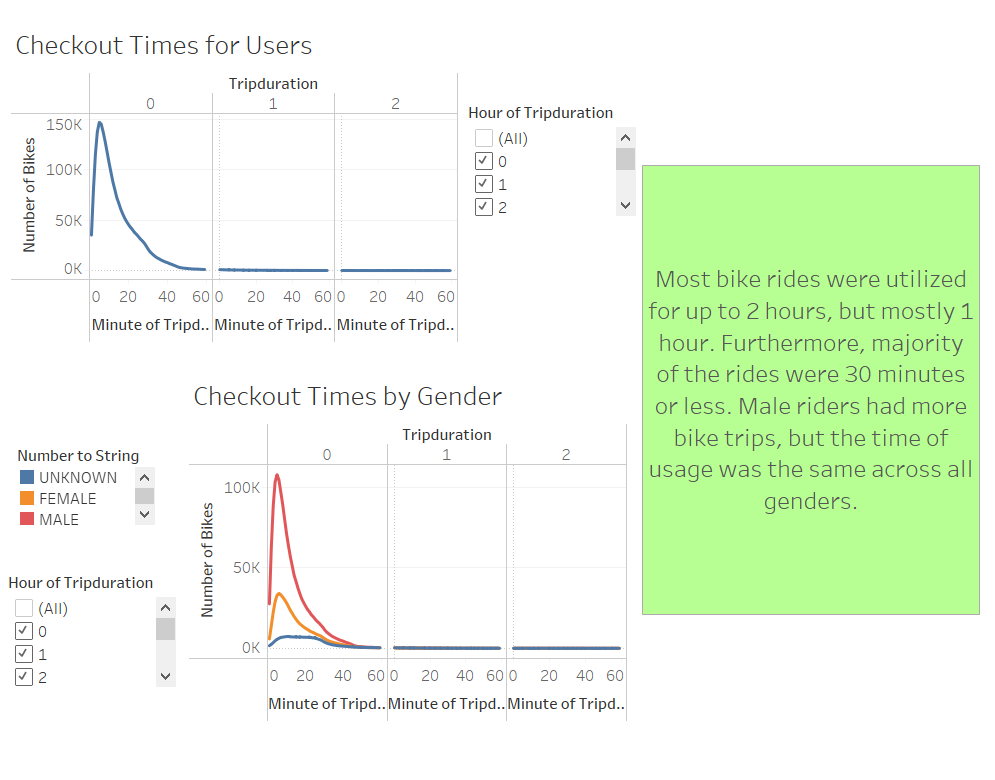 Checkout Times for Users
Tripduration
0 1 2
150K
100K
50K
0K
Number of Bikes
0 20 40 60 0 20 40 60 0 20 40 60
Minute of Tripd.. Minute of Tripd.. Minute of Tripd..
Hour of Tripduration
(All)
0
1
2
Most bike rides were utilized
for up to 2 hours, but mostly 1
hour. Furthermore, majority
of the rides were 30 minutes
or less. Male riders had more
bike trips, but the time of
usage was the same across all
genders.
Checkout Times by Gender
Number to String
UNKNOWN
FEMALE
MALE
Hour of Tripduration
(All)
0
1
2
Tripduration
0 1 2
100K
50K
0K
Number of Bikes
0 20 40 60 0 20 40 60 0 20 40 60
Minute of Tripd.. Minute of Tripd.. Minute of Tripd..